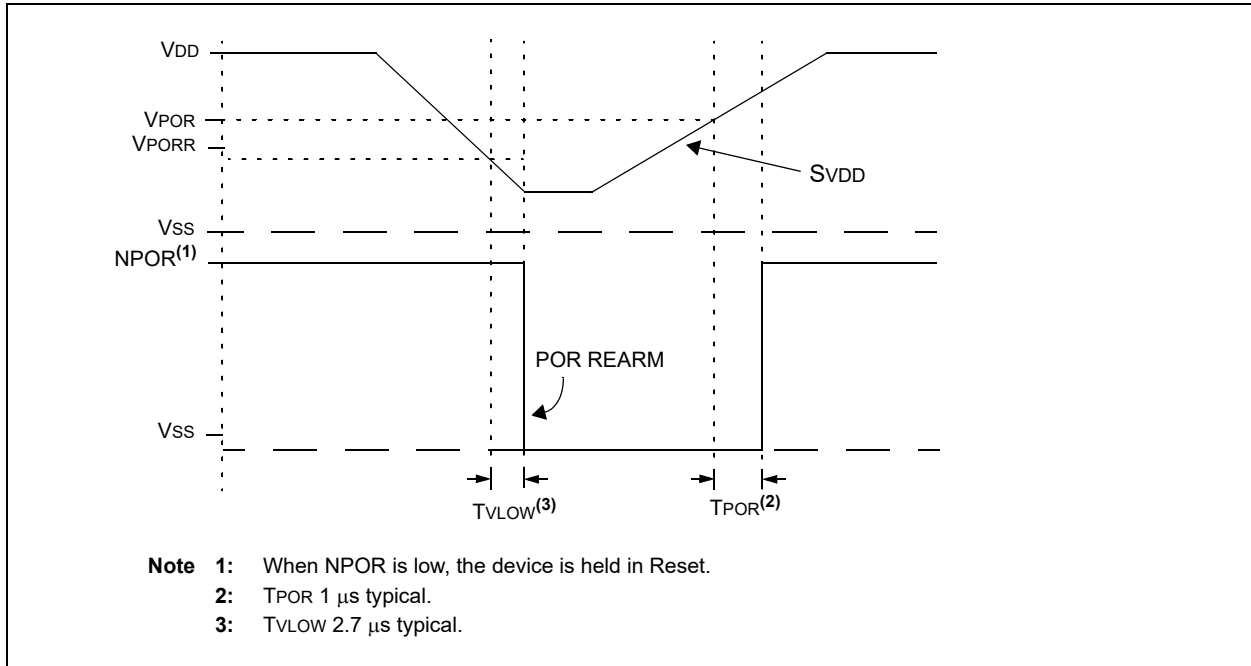 VDD
VPOR
VPORR
SVDD
VSS
NPOR(1)
POR REARM
VSS
TVLOW(3)
TPOR(2)
Note 1: When NPOR is low, the device is held in Reset.
2: TPOR 1 μs typical.
3: TVLOW 2.7 μs typical.